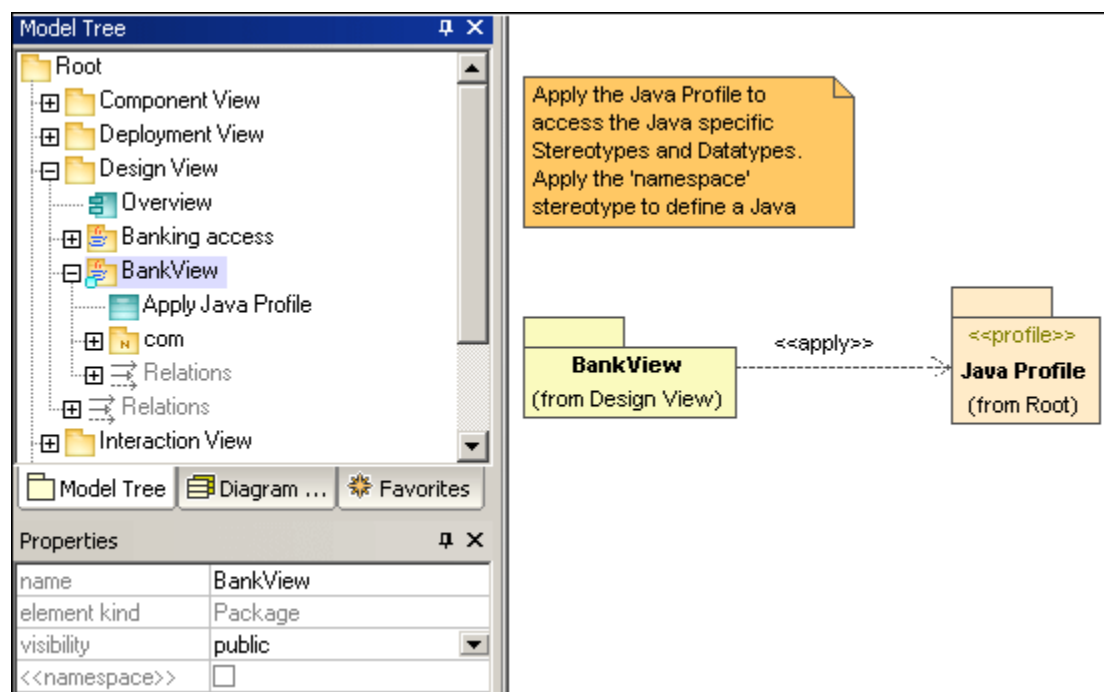 Model Tree
Root
Component View
Deployment View
Design View
Overview
Banking access
BankView
Apply Java Profile
N com
Relations
Relations
Interaction View
Model Tree Diagram ... Favorites
Properties
name BankView
element kind Package
visibility public
<<namespace>>
Apply the Java Profile to
access the Java specific
Stereotypes and Datatypes.
Apply the 'namespace'
stereotype to define a Java
BankView
(from Design View)
<<apply>>
<<profile>>
Java Profile
(from Root)